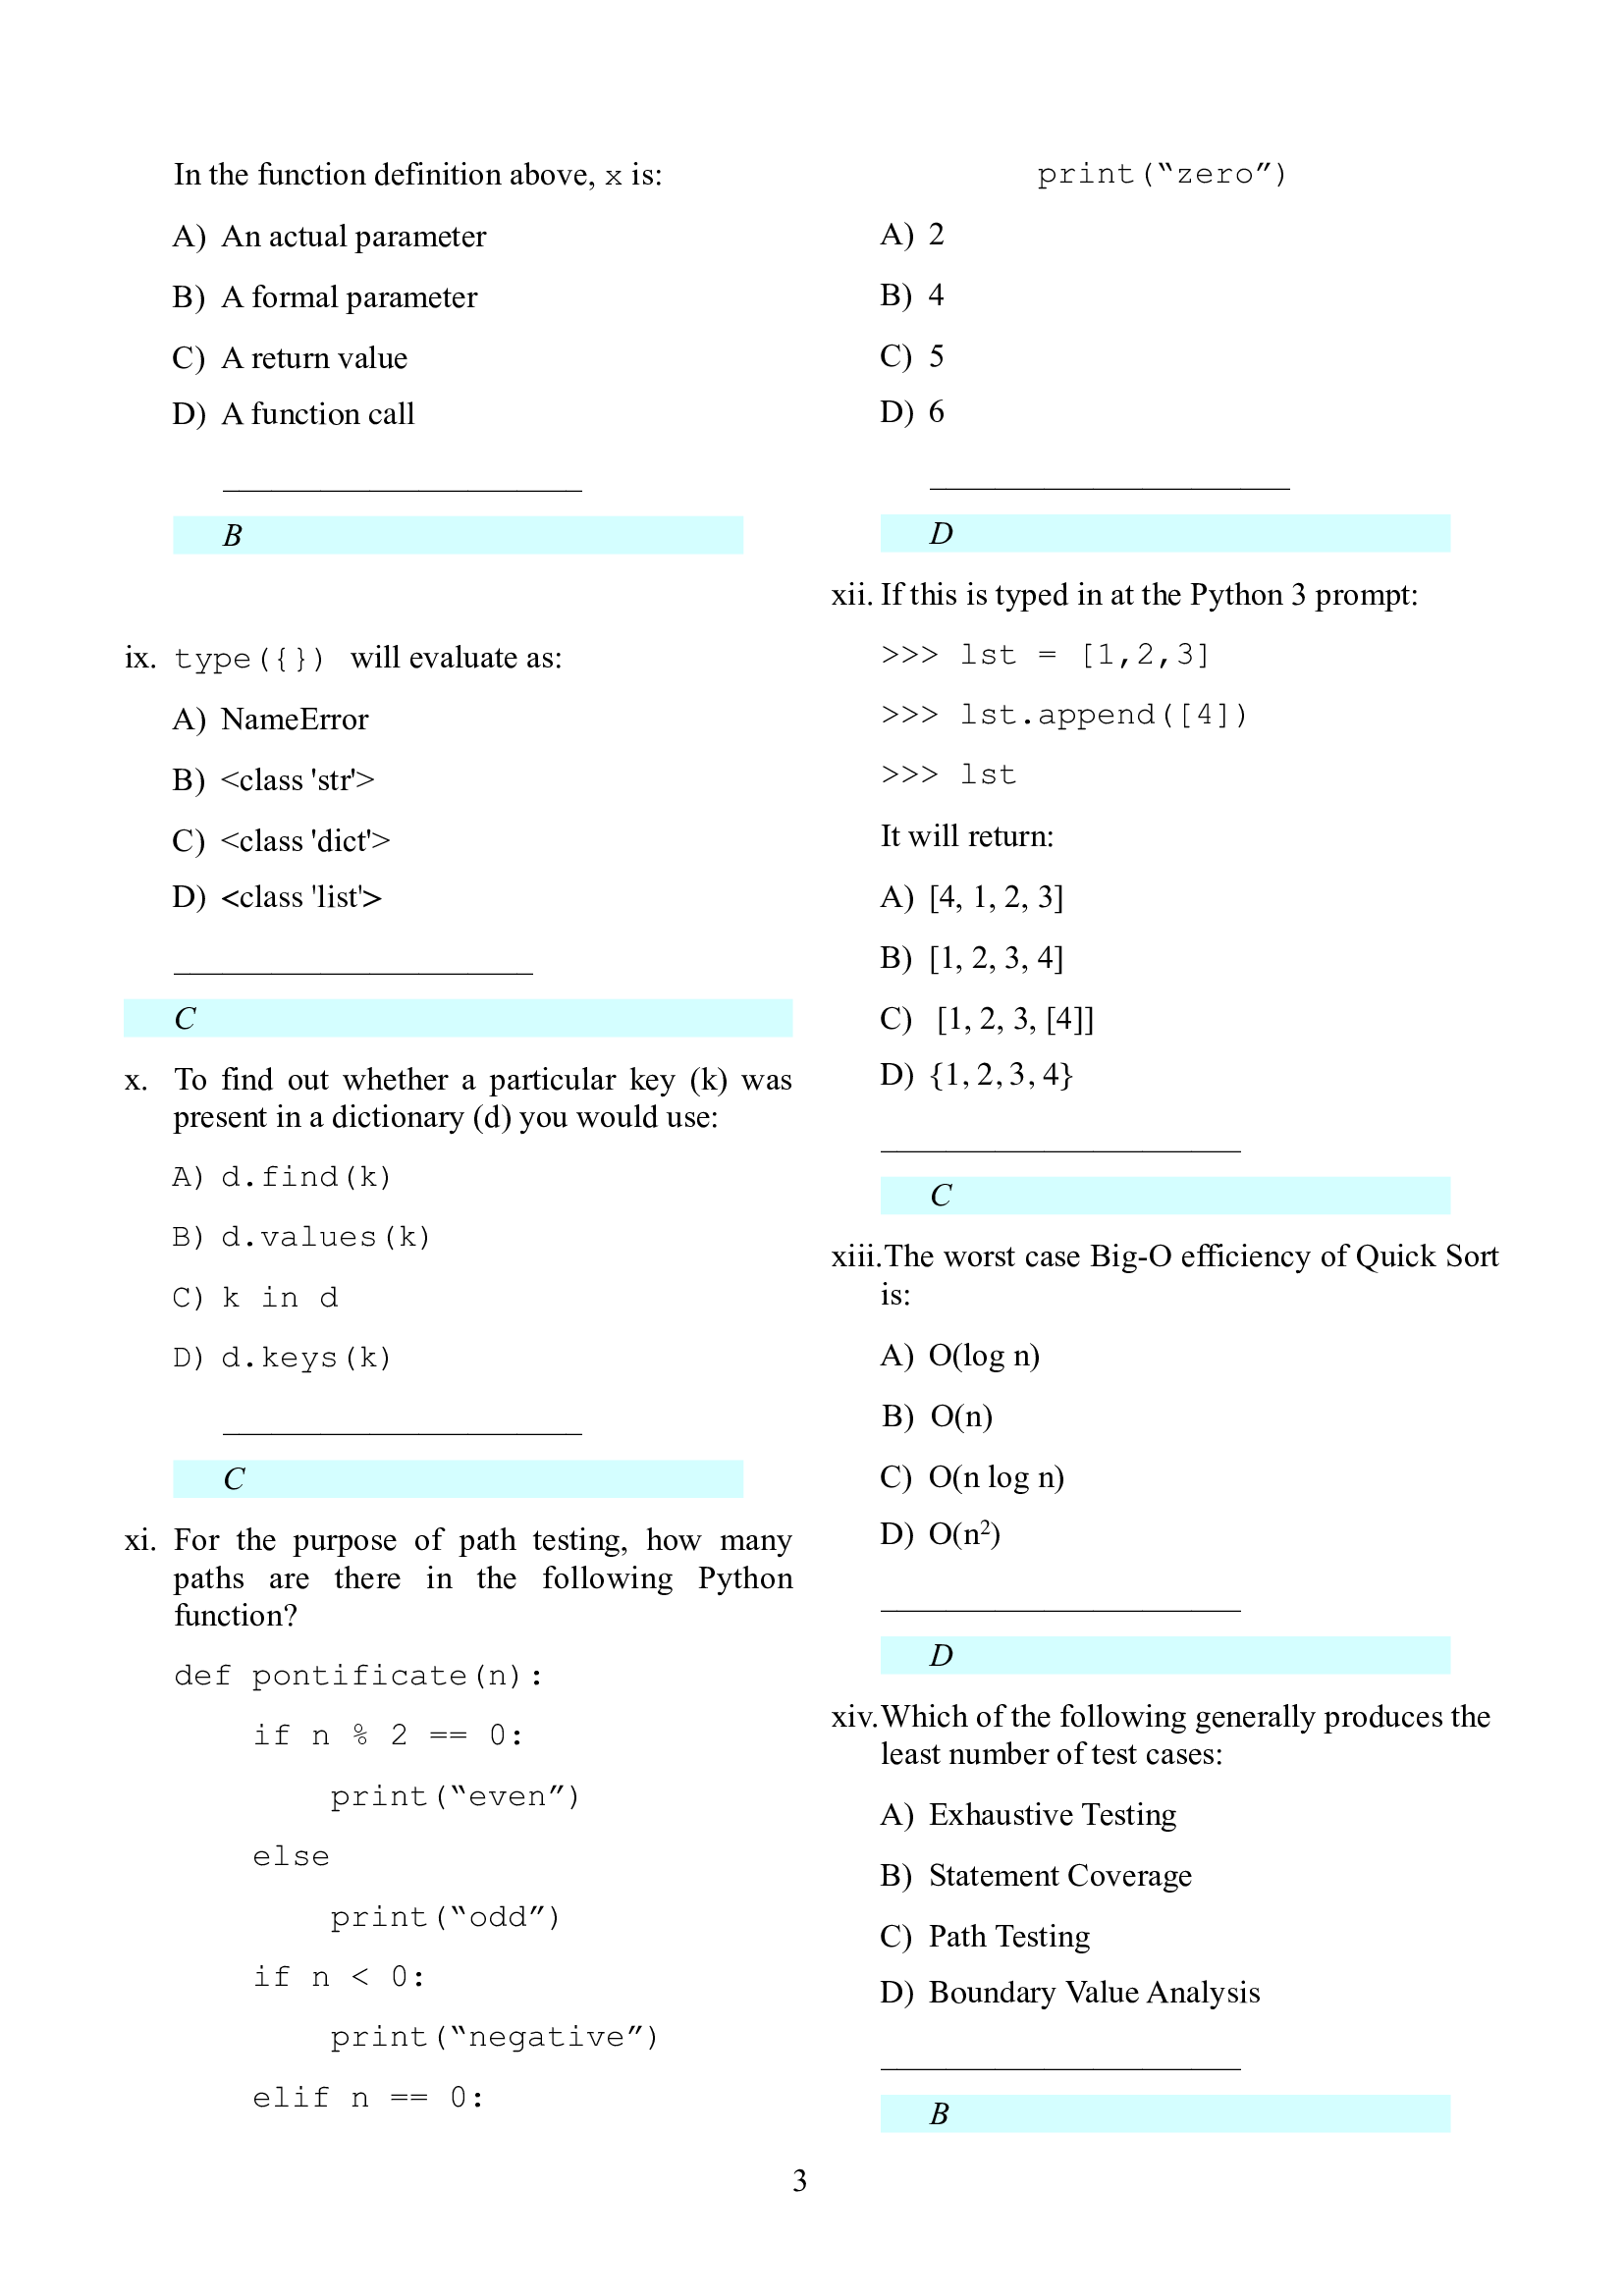 In the function definition above, x is:
A) An actual parameter
B) A formal parameter
C) A return value
D) A function call
______________________
B
ix. type({}) will evaluate as:
A) NameError
B) <class 'str'>
C) <class 'dict'>
D) <class 'list'>
______________________
C
x. To find out whether a particular key (k) was
present in a dictionary (d) you would use:
A) d.find(k)
B) d.values(k)
C) k in d
D) d.keys(k)
______________________
C
xi. For the purpose of path testing, how many
paths are there in the following Python
function?
def pontificate(n):
if n % 2 == 0:
print(“even”)
else
print(“odd”)
if n < 0:
print(“negative”)
elif n == 0:
print(“zero”)
A) 2
B) 4
C) 5
D) 6
______________________
D
xii. If this is typed in at the Python 3 prompt:
>>> lst = [1,2,3]
>>> lst.append([4])
>>> lst
It will return:
A) [4, 1, 2, 3]
B) [1, 2, 3, 4]
C) [1, 2, 3, [4]]
D) {1, 2, 3, 4}
______________________
C
xiii. The worst case Big-O efficiency of Quick Sort
is:
A) O(log n)
B) O(n)
C) O(n log n)
D) O(n²)
______________________
D
xiv. Which of the following generally produces the
least number of test cases:
A) Exhaustive Testing
B) Statement Coverage
C) Path Testing
D) Boundary Value Analysis
______________________
B
3